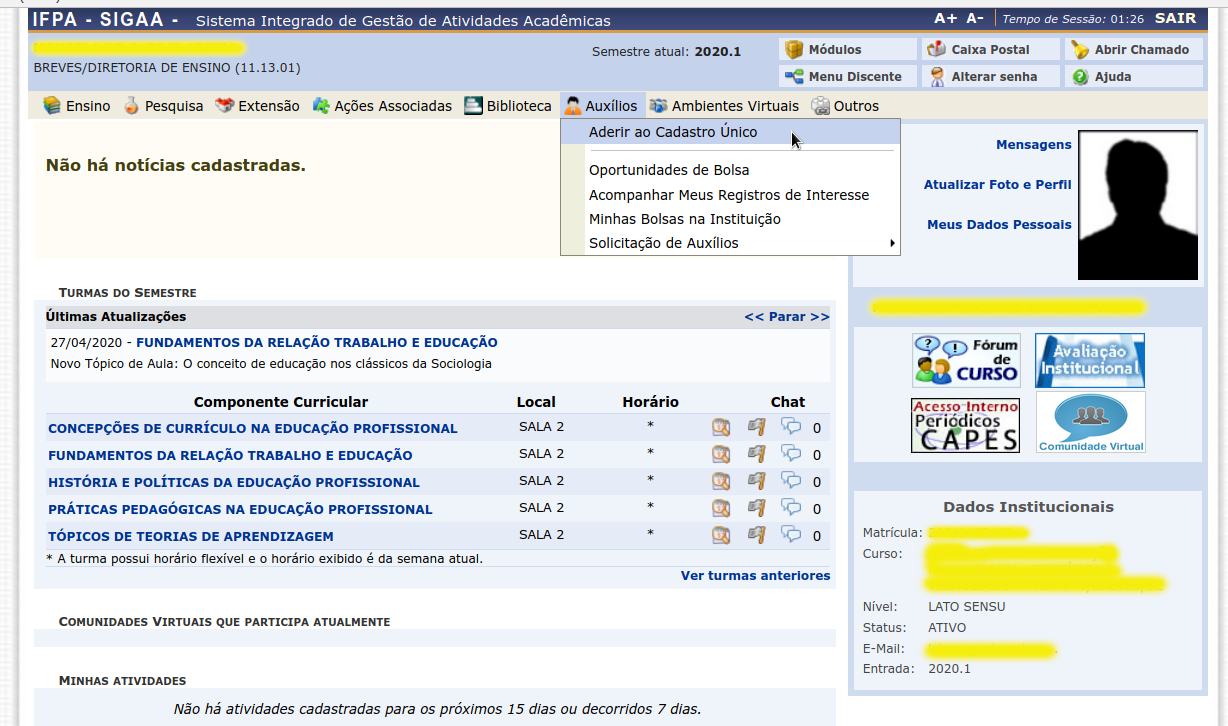 IFPA - SIGAA - Sistema Integrado de Gestão de Atividades Acadêmicas
A+ A- Tempo de Sessão: 01:26 SAIR
BREVES/DIRETORIA DE ENSINO (11.13.01)
Semestre atual: 2020.1
Módulos Caixa Postal Abrir Chamado
Menu Discente Alterar senha Ajuda
Ensino Pesquisa Extensão Ações Associadas Biblioteca Auxílios Ambientes Virtuais Outros
Aderir ao Cadastro Único
Oportunidades de Bolsa
Acompanhar Meus Registros de Interesse
Minhas Bolsas na Instituição
Solicitação de Auxílios
Não há notícias cadastradas.
Mensagens
Atualizar Foto e Perfil
Meus Dados Pessoais
TURMAS DO SEMESTRE
Últimas Atualizações << Parar >>
27/04/2020 - FUNDAMENTOS DA RELAÇÃO TRABALHO E EDUCAÇÃO
Novo Tópico de Aula: O conceito de educação nos clássicos da Sociologia
Componente Curricular Local Horário Chat
CONCEPÇÕES DE CURRÍCULO NA EDUCAÇÃO PROFISSIONAL SALA 2 * 0
FUNDAMENTOS DA RELAÇÃO TRABALHO E EDUCAÇÃO SALA 2 * 0
HISTÓRIA E POLÍTICAS DA EDUCAÇÃO PROFISSIONAL SALA 2 * 0
PRÁTICAS PEDAGÓGICAS NA EDUCAÇÃO PROFISSIONAL SALA 2 * 0
TÓPICOS DE TEORIAS DE APRENDIZAGEM SALA 2 * 0
* A turma possui horário flexível e o horário exibido é da semana atual.
Ver turmas anteriores
COMUNIDADES VIRTUAIS QUE PARTICIPA ATUALMENTE
MINHAS ATIVIDADES
Não há atividades cadastradas para os próximos 15 dias ou decorridos 7 dias.
Fórum
de
CURSO
Avaliação
Institucional
Acesso Interno
Periódicos
CAPES
Comunidade Virtual
Dados Institucionais
Matrícula:
Curso:
Nível: LATO SENSU
Status: ATIVO
E-Mail:
Entrada: 2020.1